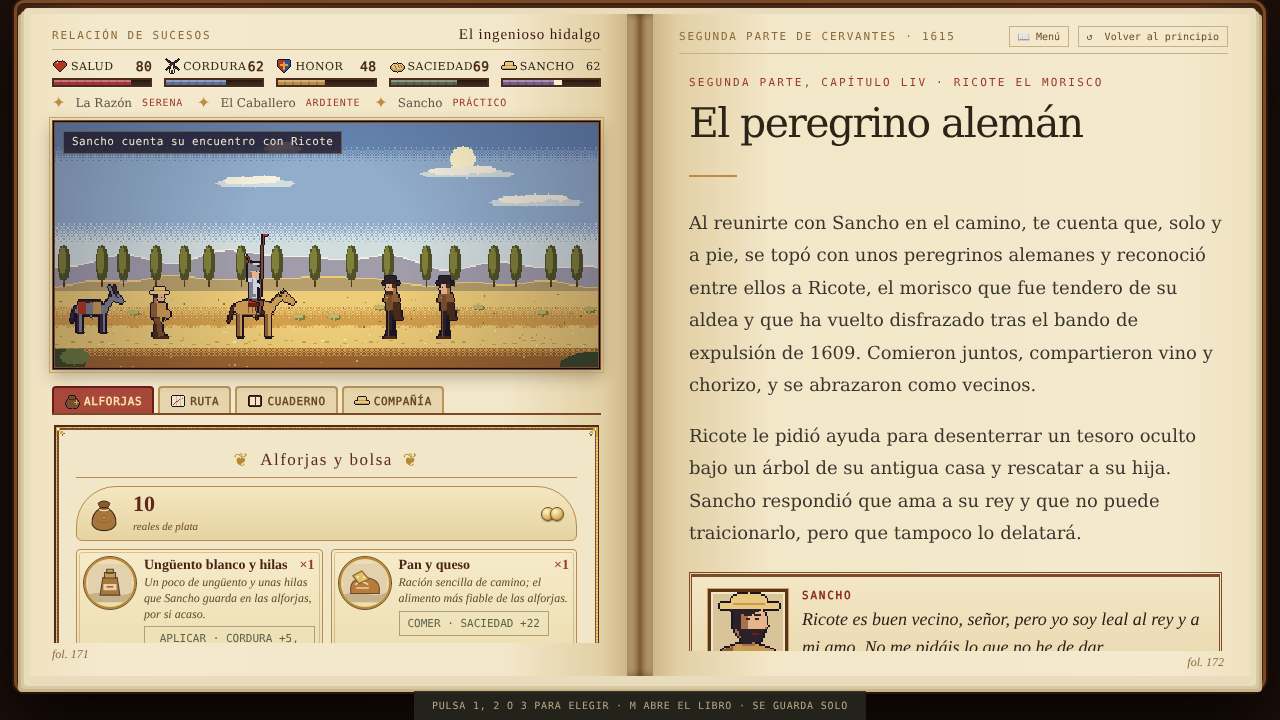 RELACIÓN DE SUCESOS
El ingenioso hidalgo
SALUD 80
CORDURA 62
HONOR 48
SACIEDAD 69
SANCHO 62
La Razón SERENA
El Caballero ARDIENTE
Sancho PRÁCTICO
Sancho cuenta su encuentro con Ricote
ALFORJAS
RUTA
CUADERNO
COMPAÑÍA
Alforjas y bolsa
10
reales de plata
Ungüento blanco y hilas ×1
Un poco de ungüento y unas hilas
que Sancho guarda en las alforjas,
por si acaso.
APLICAR · CORDURA +5,
Pan y queso ×1
Ración sencilla de camino; el
alimento más fiable de las alforjas.
COMER · SACIEDAD +22
fol. 171
SEGUNDA PARTE DE CERVANTES · 1615
Menú
↺ Volver al principio
SEGUNDA PARTE, CAPÍTULO LIV · RICOTE EL MORISCO
El peregrino alemán
Al reunirte con Sancho en el camino, te cuenta que, solo y
a pie, se topó con unos peregrinos alemanes y reconoció
entre ellos a Ricote, el morisco que fue tendero de su
aldea y que ha vuelto disfrazado tras el bando de
expulsión de 1609. Comieron juntos, compartieron vino y
chorizo, y se abrazaron como vecinos.
Ricote le pidió ayuda para desenterrar un tesoro oculto
bajo un árbol de su antigua casa y rescatar a su hija.
Sancho respondió que ama a su rey y que no puede
traicionarlo, pero que tampoco lo delatará.
SANCHO
Ricote es buen vecino, señor, pero yo soy leal al rey y a
mi amo. No me pidáis lo que no he de dar.
fol. 172
PULSA 1, 2 O 3 PARA ELEGIR · M ABRE EL LIBRO · SE GUARDA SOLO